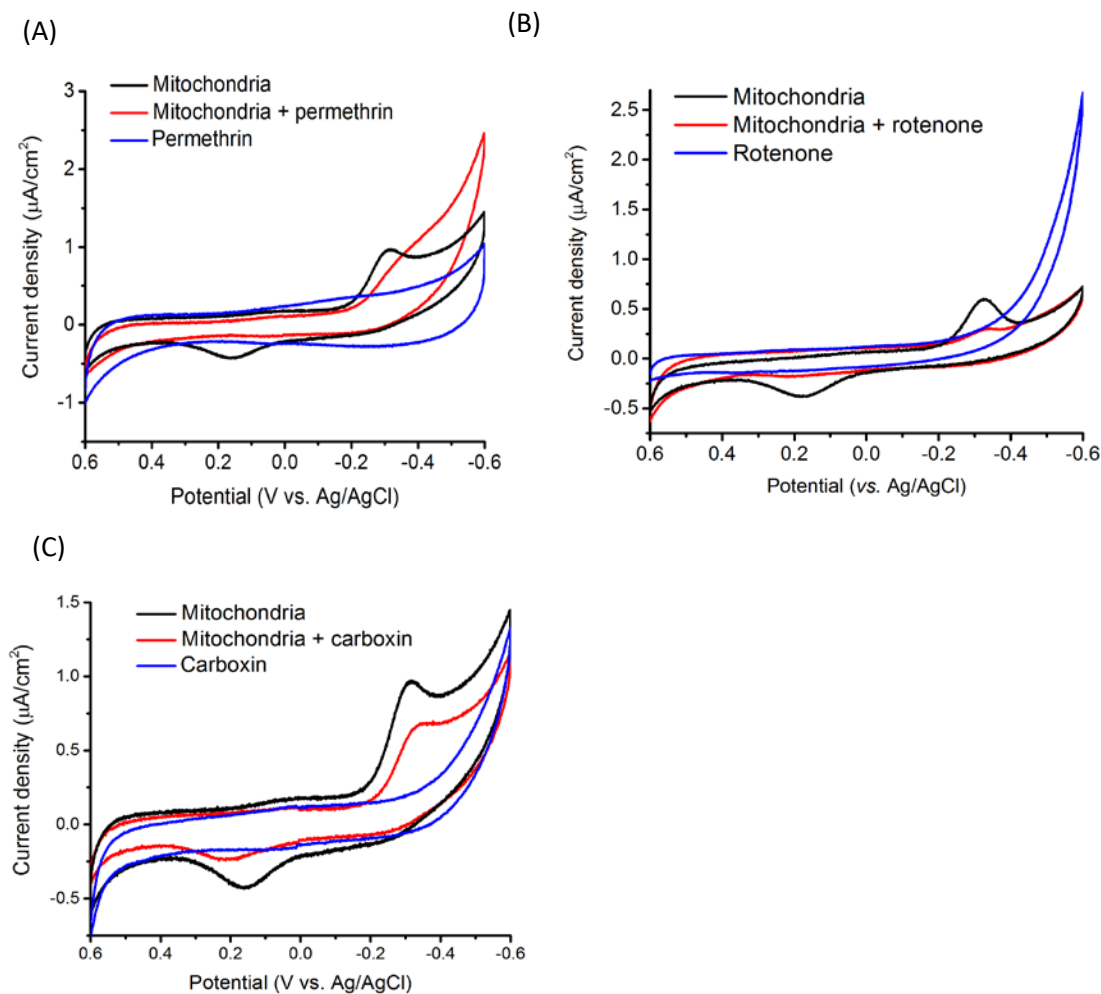 (A)
Mitochondria
Mitochondria + permethrin
Permethrin
3
2
1
0
-1
Current density (μA/cm²)
0.6 0.4 0.2 0.0 -0.2 -0.4 -0.6
Potential (V vs. Ag/AgCl)
(B)
Mitochondria
Mitochondria + rotenone
Rotenone
2.5
2.0
1.5
1.0
0.5
0.0
-0.5
Current density (μA/cm²)
0.6 0.4 0.2 0.0 -0.2 -0.4 -0.6
Potential (vs. Ag/AgCl)
(C)
Mitochondria
Mitochondria + carboxin
Carboxin
1.5
1.0
0.5
0.0
-0.5
Current density (μA/cm²)
0.6 0.4 0.2 0.0 -0.2 -0.4 -0.6
Potential (V vs. Ag/AgCl)